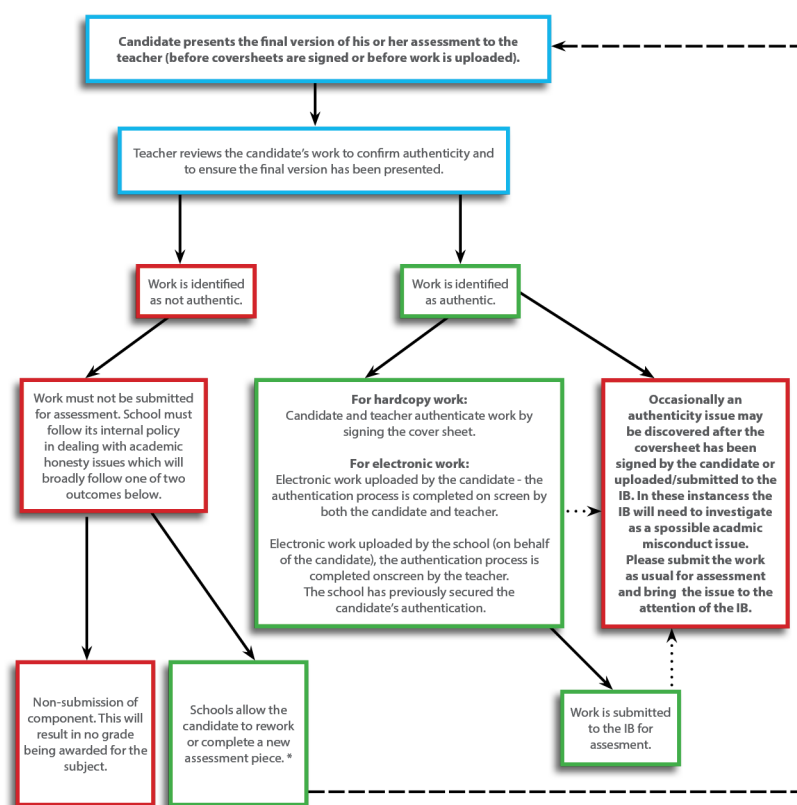 Candidate presents the final version of his or her assessment to the
teacher (before coversheets are signed or before work is uploaded).
Teacher reviews the candidate's work to confirm authenticity and
to ensure the final version has been presented.
Work is identified
as not authentic.
Work is identified
as authentic.
Work must not be submitted
for assessment. School must
follow its internal policy
in dealing with academic
honesty issues which will
broadly follow one of two
outcomes below.
For hardcopy work:
Candidate and teacher authenticate work by
signing the cover sheet.
For electronic work:
Electronic work uploaded by the candidate - the
authentication process is completed on screen by
both the candidate and teacher.
Electronic work uploaded by the school (on behalf
of the candidate), the authentication process is
completed onscreen by the teacher.
The school has previously secured the
candidate's authentication.
Occasionally an
authenticity issue may
be discovered after the
coversheet has been
signed by the candidate or
uploaded/submitted to the
IB. In these instancess the
IB will need to investigate
as a spossible acadmic
misconduct issue.
Please submit the work
as usual for assessment
and bring the issue to the
attention of the IB.
Non-submission of
component. This will
result in no grade
being awarded for the
subject.
Schools allow the
candidate to rework
or complete a new
assessment piece. *
Work is submitted
to the IB for
assesment.